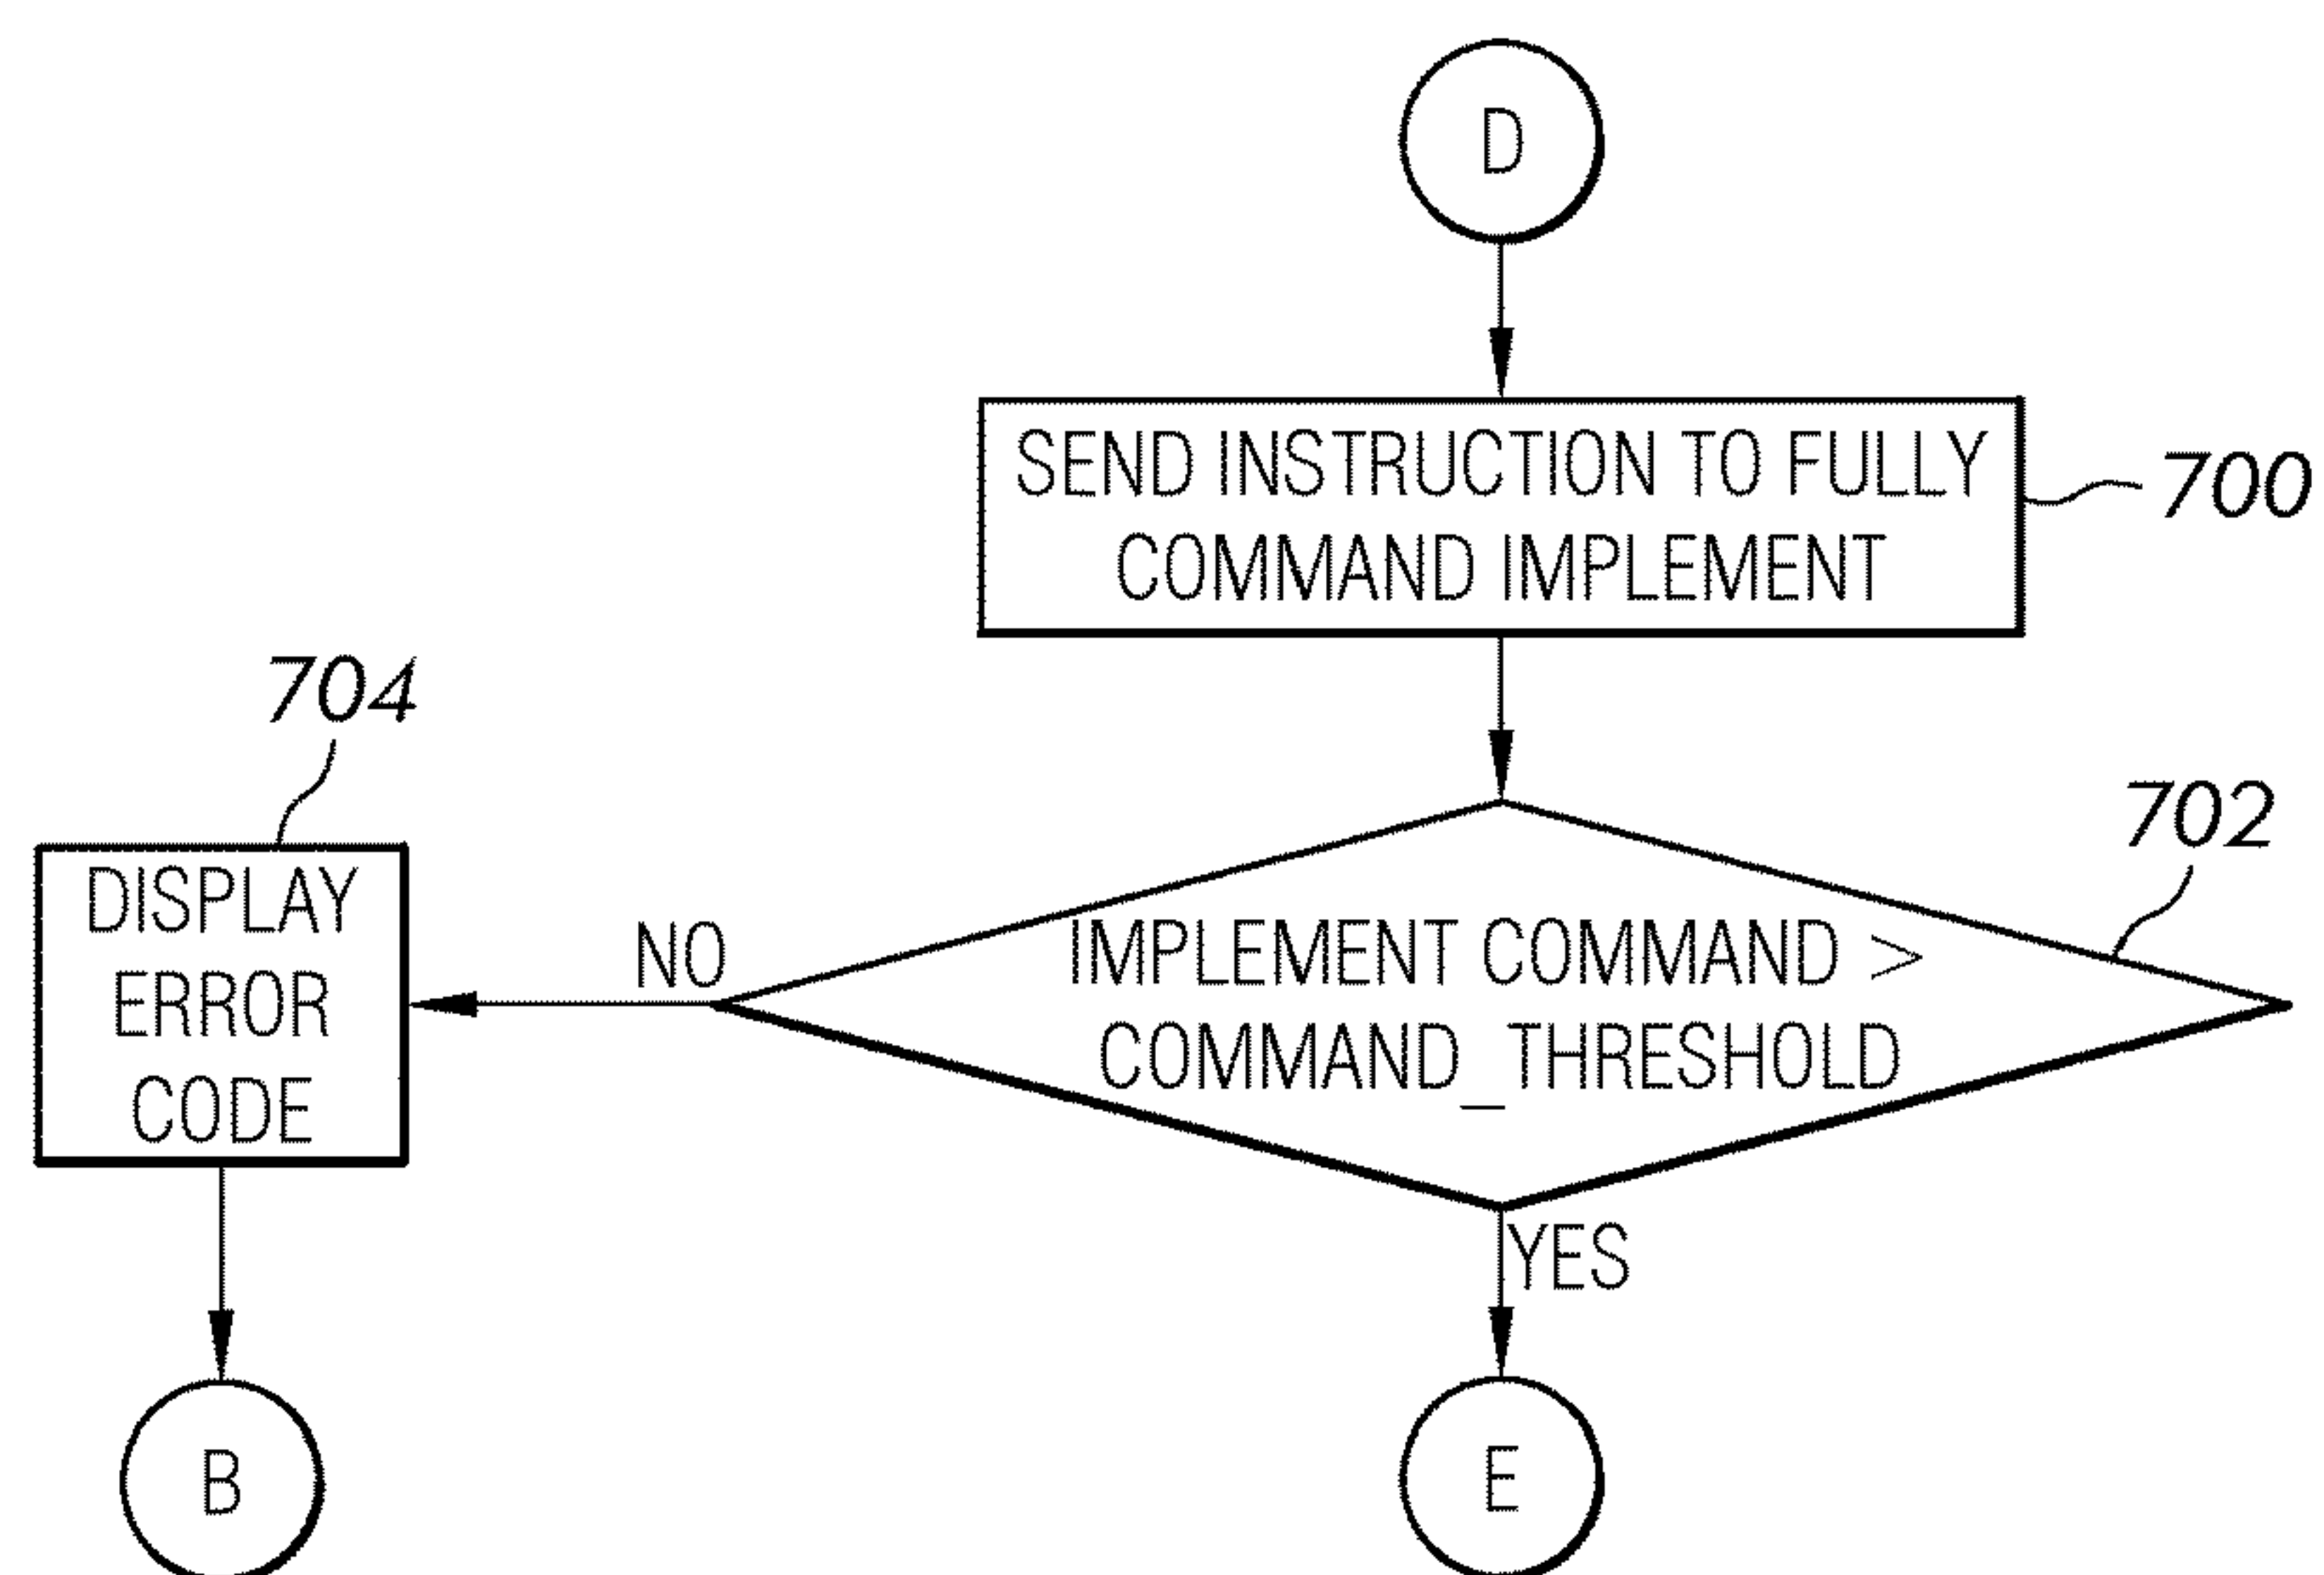 D
SEND INSTRUCTION TO FULLY
COMMAND IMPLEMENT
700
704
702
DISPLAY
ERROR
CODE
NO
IMPLEMENT COMMAND >
COMMAND_THRESHOLD
YES
B
E